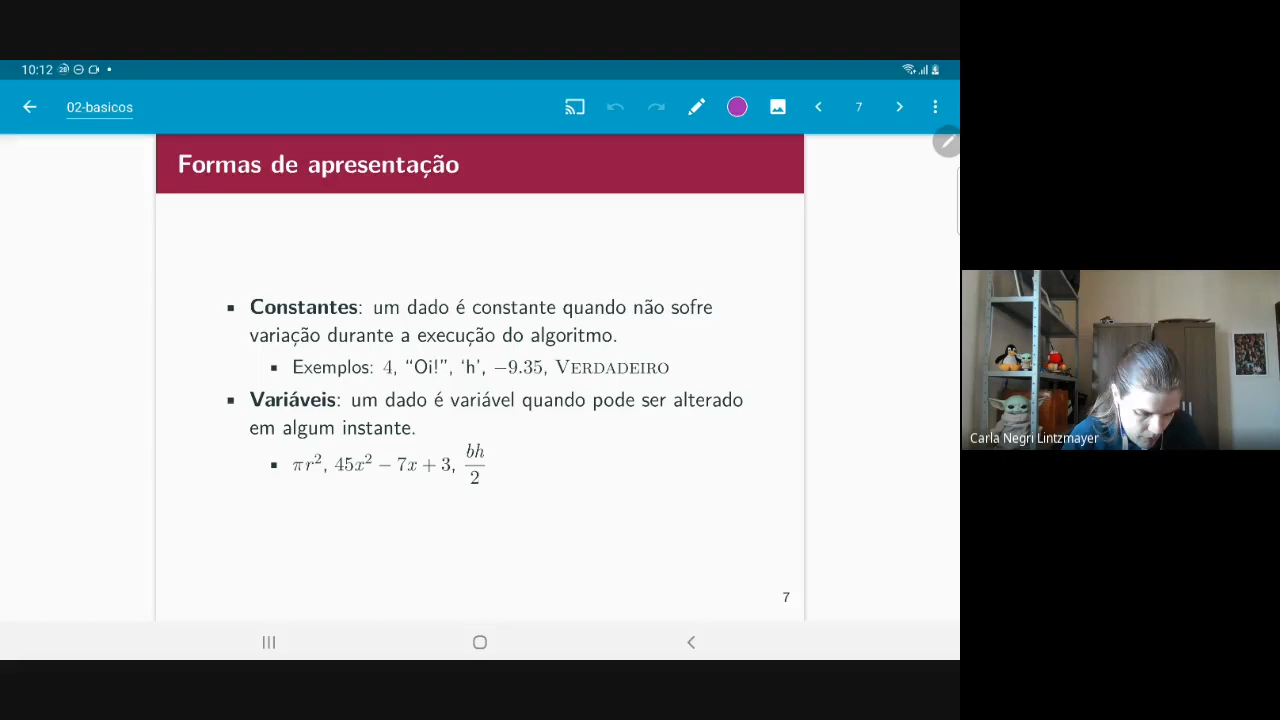 10:12
02-basicos
7
Formas de apresentação
▪ Constantes: um dado é constante quando não sofre
variação durante a execução do algoritmo.
▪ Exemplos: 4, “Oi!”, ‘h’, −9.35, VERDADEIRO
▪ Variáveis: um dado é variável quando pode ser alterado
em algum instante.
▪ πr², 45x² − 7x + 3, bh/2
7
Carla Negri Lintzmayer